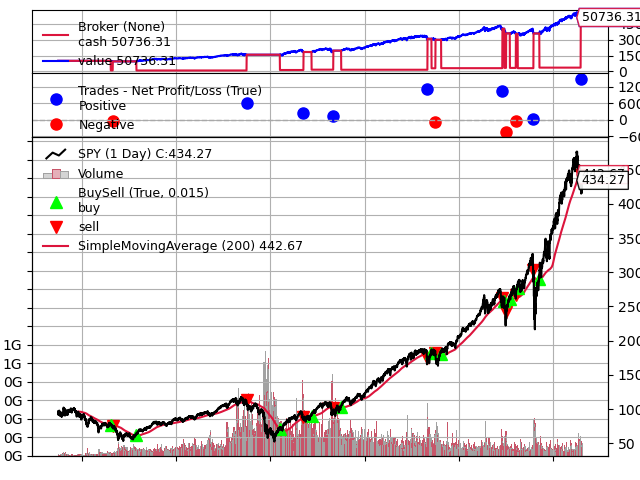 Broker (None)
cash 50736.31
value 50736.31
50736.31
300
150
0
Trades - Net Profit/Loss (True)
Positive
Negative
120
600
0
−60
SPY (1 Day) C:434.27
Volume
BuySell (True, 0.015)
buy
sell
SimpleMovingAverage (200) 442.67
434.27
400
350
300
250
200
150
100
50
1G
1G
0G
0G
0G
0G
0G